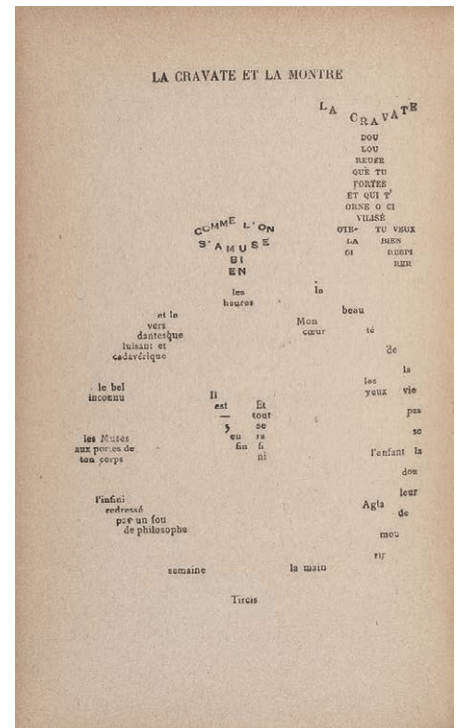 LA CRAVATE ET LA MONTRE
LA CRAVATE
DOU
LOU
REUSE
QUE TU
PORTES
ET QUI T'
ORNE O CI
VILISÉ
OTE- TU VEUX
LA BIEN
SI RESPI
RER
COMME L'ON
S'AMUSE
BI
EN
les
heures
la
beau
té
de
la
vie
pas
se
la
dou
leur
de
mou
rir
Mon
cœur
les
yeux
l'enfant
Agla
la main
Tircis
semaine
l'infini
redressé
par un fou
de philosophe
les Muses
aux portes de
ton corps
le bel
inconnu
et le
vers
dantesque
luisant et
cadavérique
Il
est
—
5
en
fin
Et
tout
se
ra
fi
ni